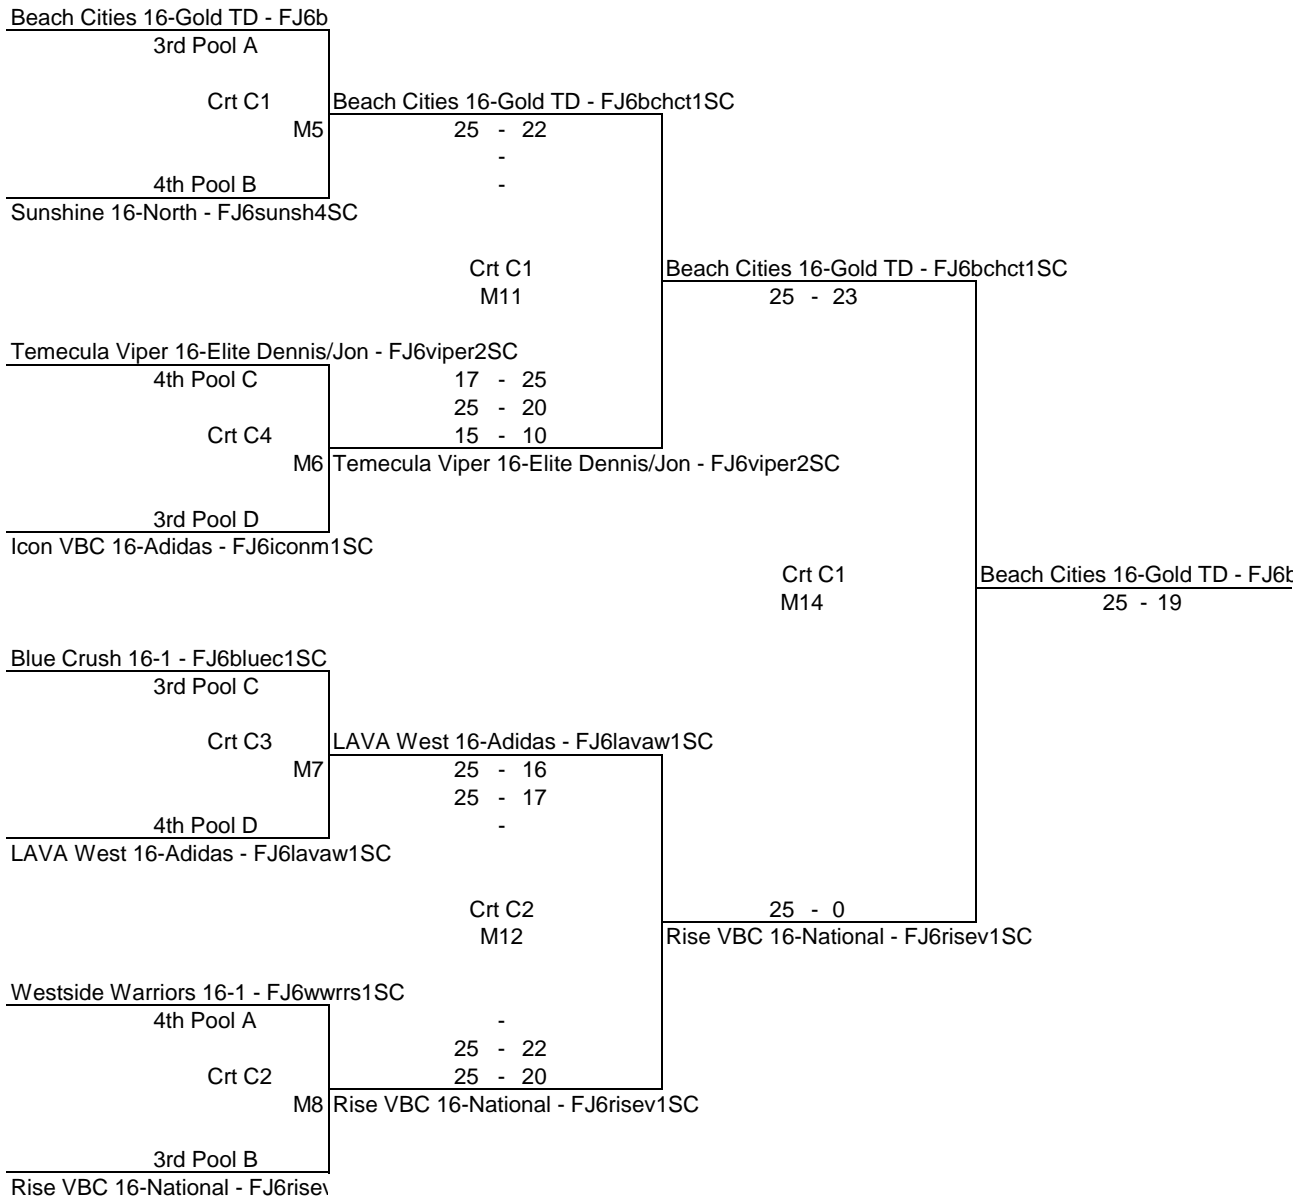 Beach Cities 16-Gold TD - FJ6b
3rd Pool A
Crt C1
Beach Cities 16-Gold TD - FJ6bchct1SC
M5
25 - 22
-
4th Pool B
-
Sunshine 16-North - FJ6sunsh4SC
Crt C1
Beach Cities 16-Gold TD - FJ6bchct1SC
M11
25 - 23
Temecula Viper 16-Elite Dennis/Jon - FJ6viper2SC
4th Pool C
17 - 25
25 - 20
Crt C4
15 - 10
M6
Temecula Viper 16-Elite Dennis/Jon - FJ6viper2SC
3rd Pool D
Icon VBC 16-Adidas - FJ6iconm1SC
Crt C1
Beach Cities 16-Gold TD - FJ6b
M14
25 - 19
Blue Crush 16-1 - FJ6bluec1SC
3rd Pool C
Crt C3
LAVA West 16-Adidas - FJ6lavaw1SC
M7
25 - 16
25 - 17
4th Pool D
-
LAVA West 16-Adidas - FJ6lavaw1SC
Crt C2
25 - 0
M12
Rise VBC 16-National - FJ6risev1SC
Westside Warriors 16-1 - FJ6wwrrs1SC
4th Pool A
-
25 - 22
Crt C2
25 - 20
M8
Rise VBC 16-National - FJ6risev1SC
3rd Pool B
Rise VBC 16-National - FJ6risev